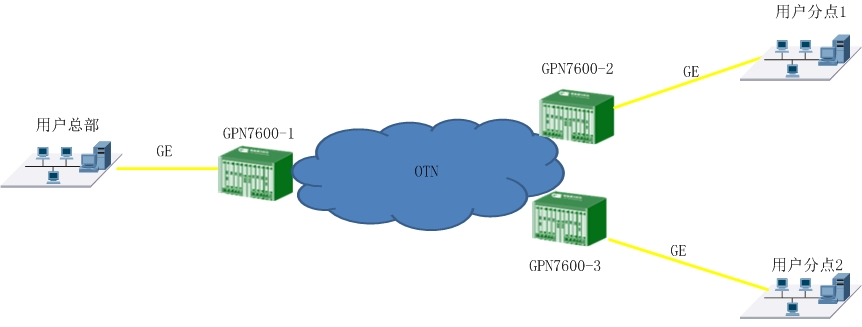 用户分点1
GPN7600-2
GE
用户总部
GPN7600-1
GE
OTN
GE
GPN7600-3
用户分点2